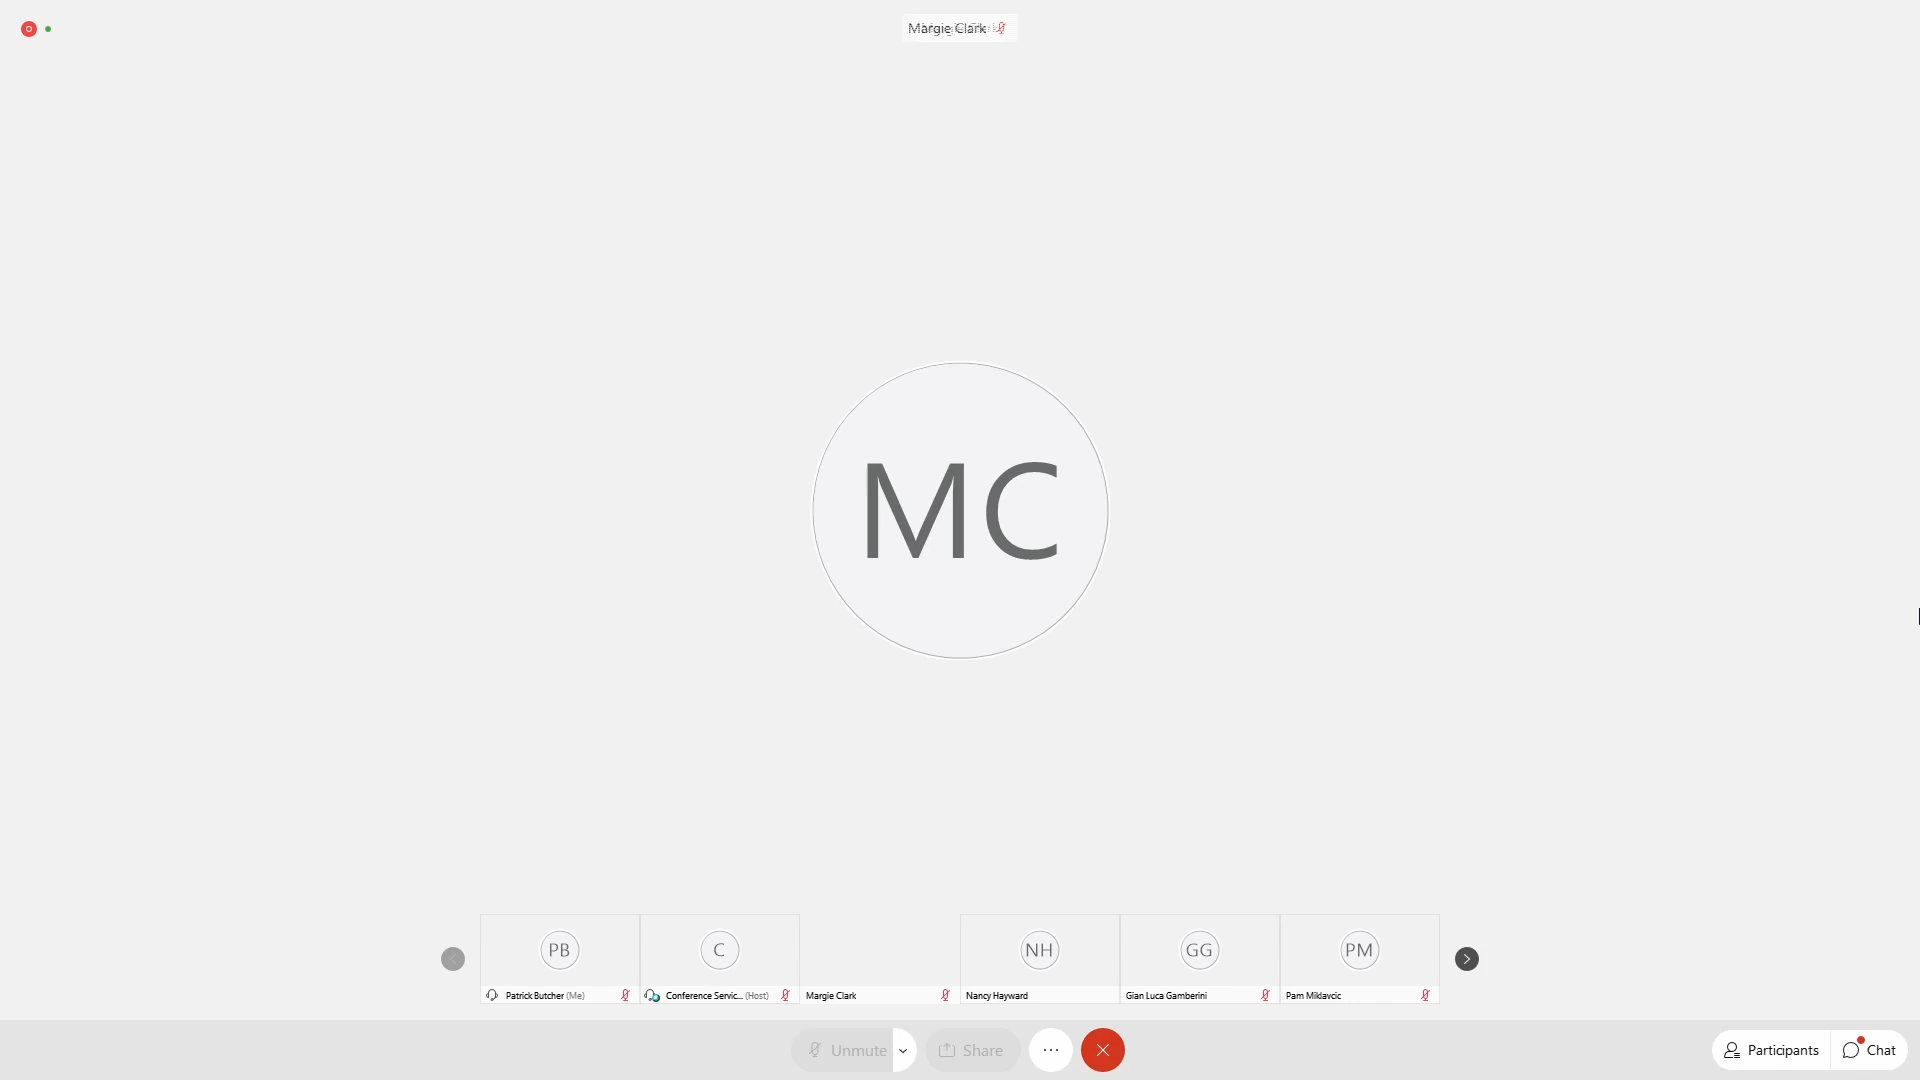 Margie Clark
MC
PB
C
NH
GG
PM
Patrick Butcher (Me)
Conference Servic... (Host)
Margie Clark
Nancy Hayward
Gian Luca Gamberini
Pam Miklavcic
Unmute
Share
Participants
Chat